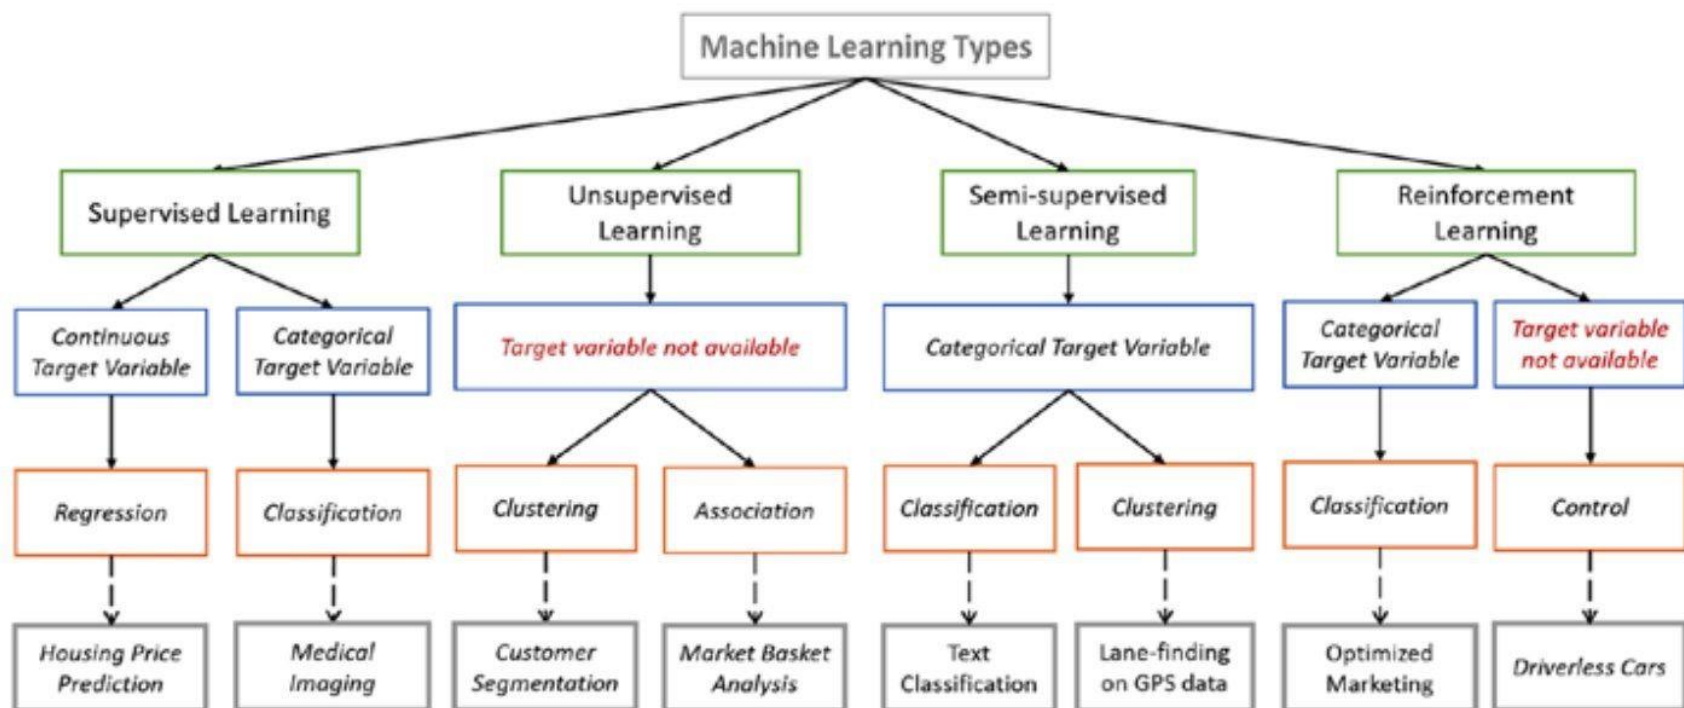 Machine Learning Types
Supervised Learning
Unsupervised
Learning
Semi-supervised
Learning
Reinforcement
Learning
Continuous
Target Variable
Categorical
Target Variable
Target variable not available
Categorical Target Variable
Categorical
Target Variable
Target variable
not available
Regression
Classification
Clustering
Association
Classification
Clustering
Classification
Control
Housing Price
Prediction
Medical
Imaging
Customer
Segmentation
Market Basket
Analysis
Text
Classification
Lane-finding
on GPS data
Optimized
Marketing
Driverless Cars